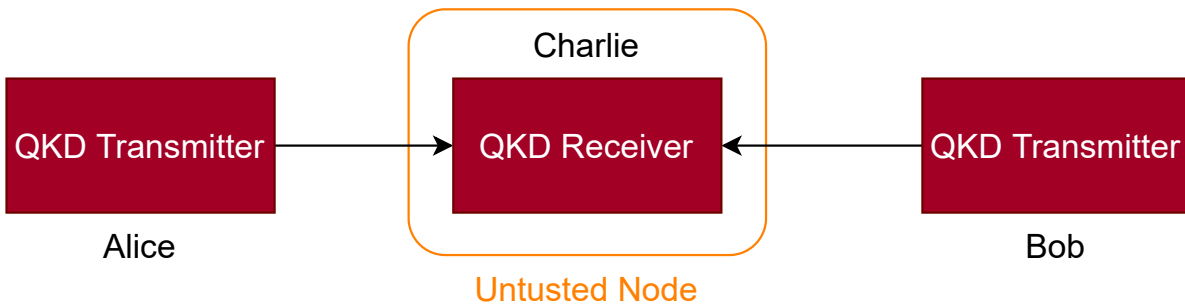 Charlie
QKD Transmitter
QKD Receiver
QKD Transmitter
Alice
Bob
Untusted Node